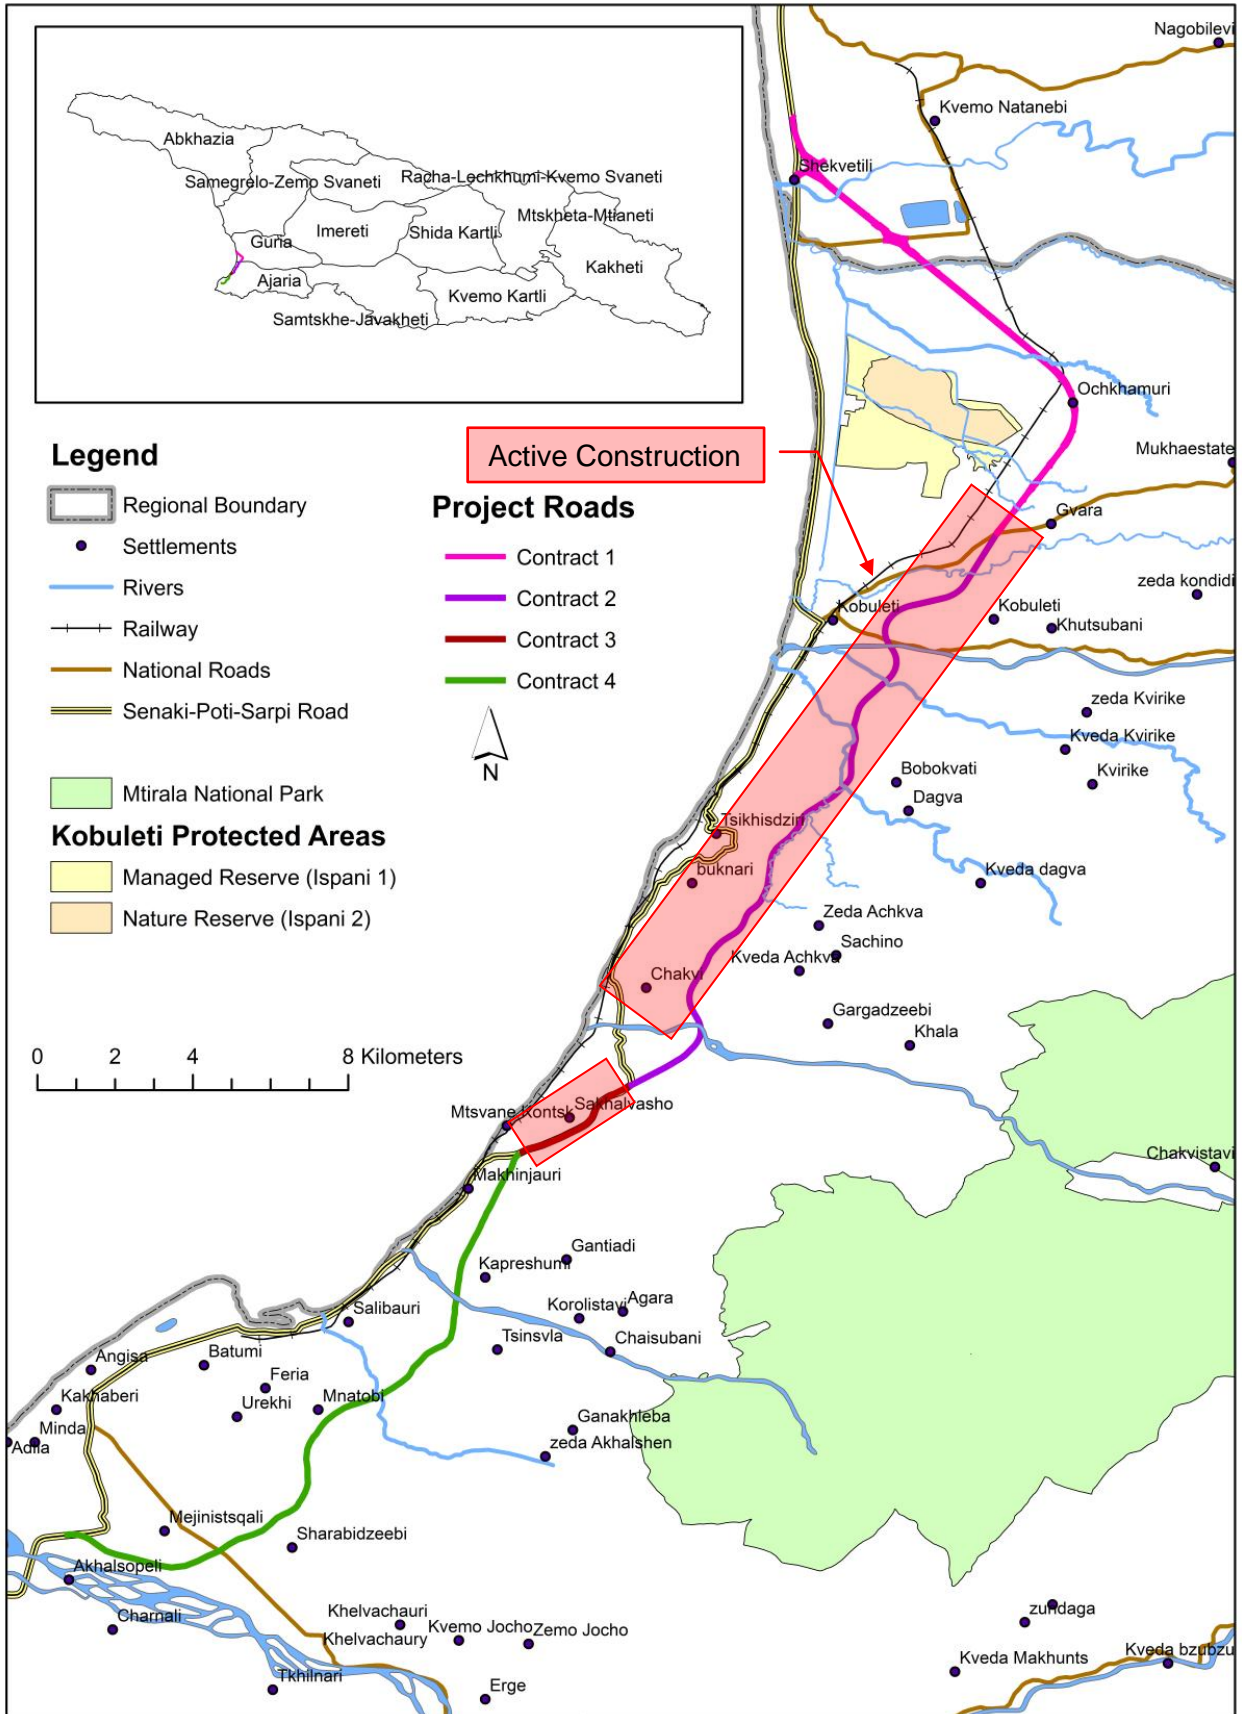 Nagobilevi
Kvemo Natanebi
Abkhazia
Shekvetili
Samegrelo-Zemo Svaneti
Racha-Lechkhumi-Kvemo Svaneti
Mtskheta-Mtianeti
Imereti
Shida Kartli
Guria
Kakheti
Ajaria
Kvemo Kartli
Samtskhe-Javakheti
Ochkhamuri
Legend
Active Construction
Mukhaestate
Regional Boundary
Project Roads
Gvara
Settlements
Contract 1
Rivers
Contract 2
zeda kondidi
Kobuleti
Kobuleti
Khutsubani
Railway
Contract 3
National Roads
Contract 4
Senaki-Poti-Sarpi Road
zeda Kvirike
Kveda Kvirike
N
Bobokvati
Kvirike
Mtirala National Park
Dagva
Tsikhisdziri
Kobuleti Protected Areas
buknari
Kveda dagva
Managed Reserve (Ispani 1)
Nature Reserve (Ispani 2)
Zeda Achkva
Sachino
Kveda Achkva
Chakvi
Gargadzeebi
Khala
0 2 4 8 Kilometers
Mtsvane Kontsk
Sakhalvasho
Chakvistavi
Makhinjauri
Gantiadi
Kapreshumi
Korolistavi
Agara
Salibauri
Tsinsvla
Chaisubani
Angisa
Batumi
Feria
Kakhaberi
Urekhi
Mnatobi
Minda
Adlia
Ganakhleba
zeda Akhalshen
Mejinistsqali
Sharabidzeebi
Akhalsopeli
Charnali
Khelvachauri
Khelvachaury
Kvemo Jocho
Zemo Jocho
zundaga
Kveda bzubzu
Kveda Makhunts
Tkhilnari
Erge